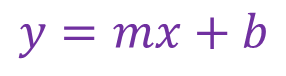 y = mx + b